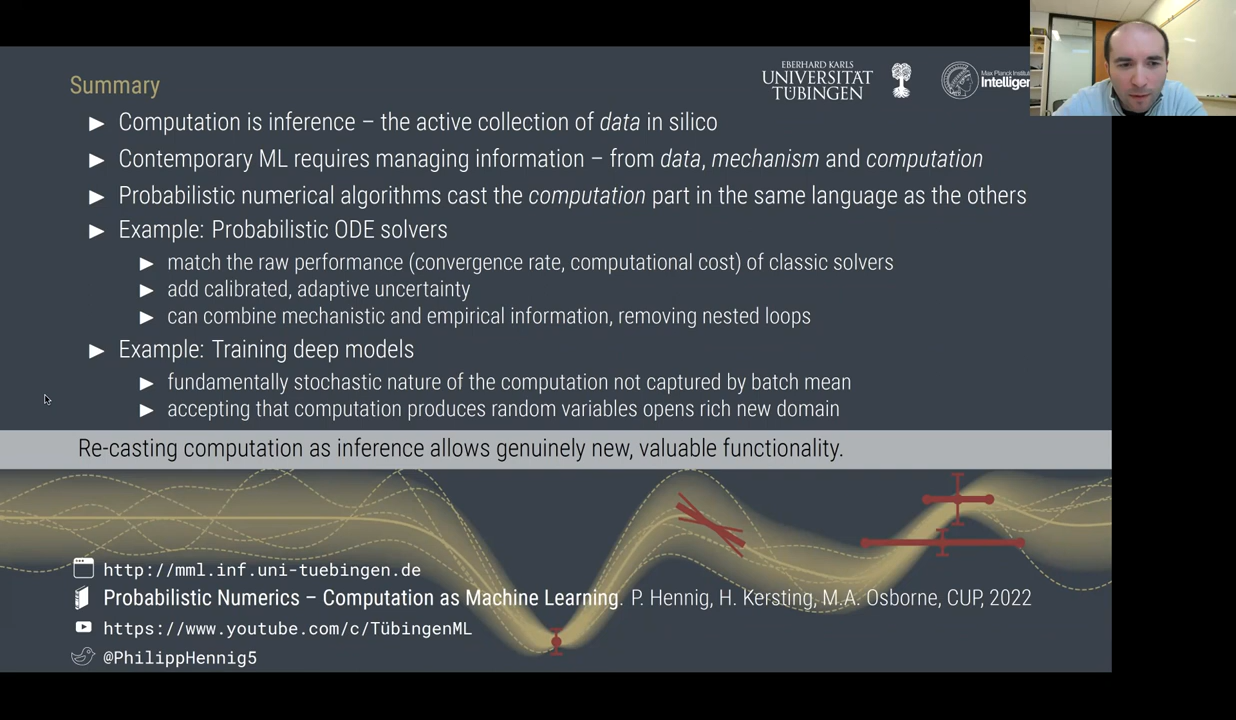 Summary
EBERHARD KARLS
UNIVERSITÄT
TÜBINGEN
Max Planck Institu
Intelligen
▶ Computation is inference – the active collection of data in silico
▶ Contemporary ML requires managing information – from data, mechanism and computation
▶ Probabilistic numerical algorithms cast the computation part in the same language as the others
▶ Example: Probabilistic ODE solvers
▶ match the raw performance (convergence rate, computational cost) of classic solvers
▶ add calibrated, adaptive uncertainty
▶ can combine mechanistic and empirical information, removing nested loops
▶ Example: Training deep models
▶ fundamentally stochastic nature of the computation not captured by batch mean
▶ accepting that computation produces random variables opens rich new domain
Re-casting computation as inference allows genuinely new, valuable functionality.
http://mml.inf.uni-tuebingen.de
Probabilistic Numerics – Computation as Machine Learning. P. Hennig, H. Kersting, M.A. Osborne, CUP, 2022
https://www.youtube.com/c/TübingenML
@PhilippHennig5